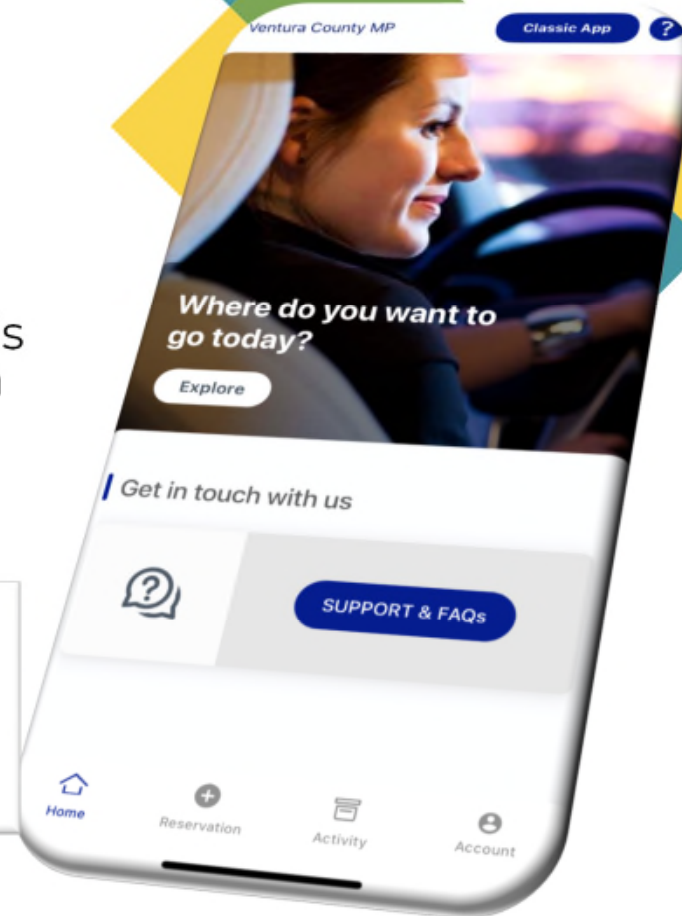 Ventura County MP
Classic App
?
Where do you want to
go today?
Explore
Get in touch with us
?
SUPPORT & FAQs
Home
Reservation
Activity
Account